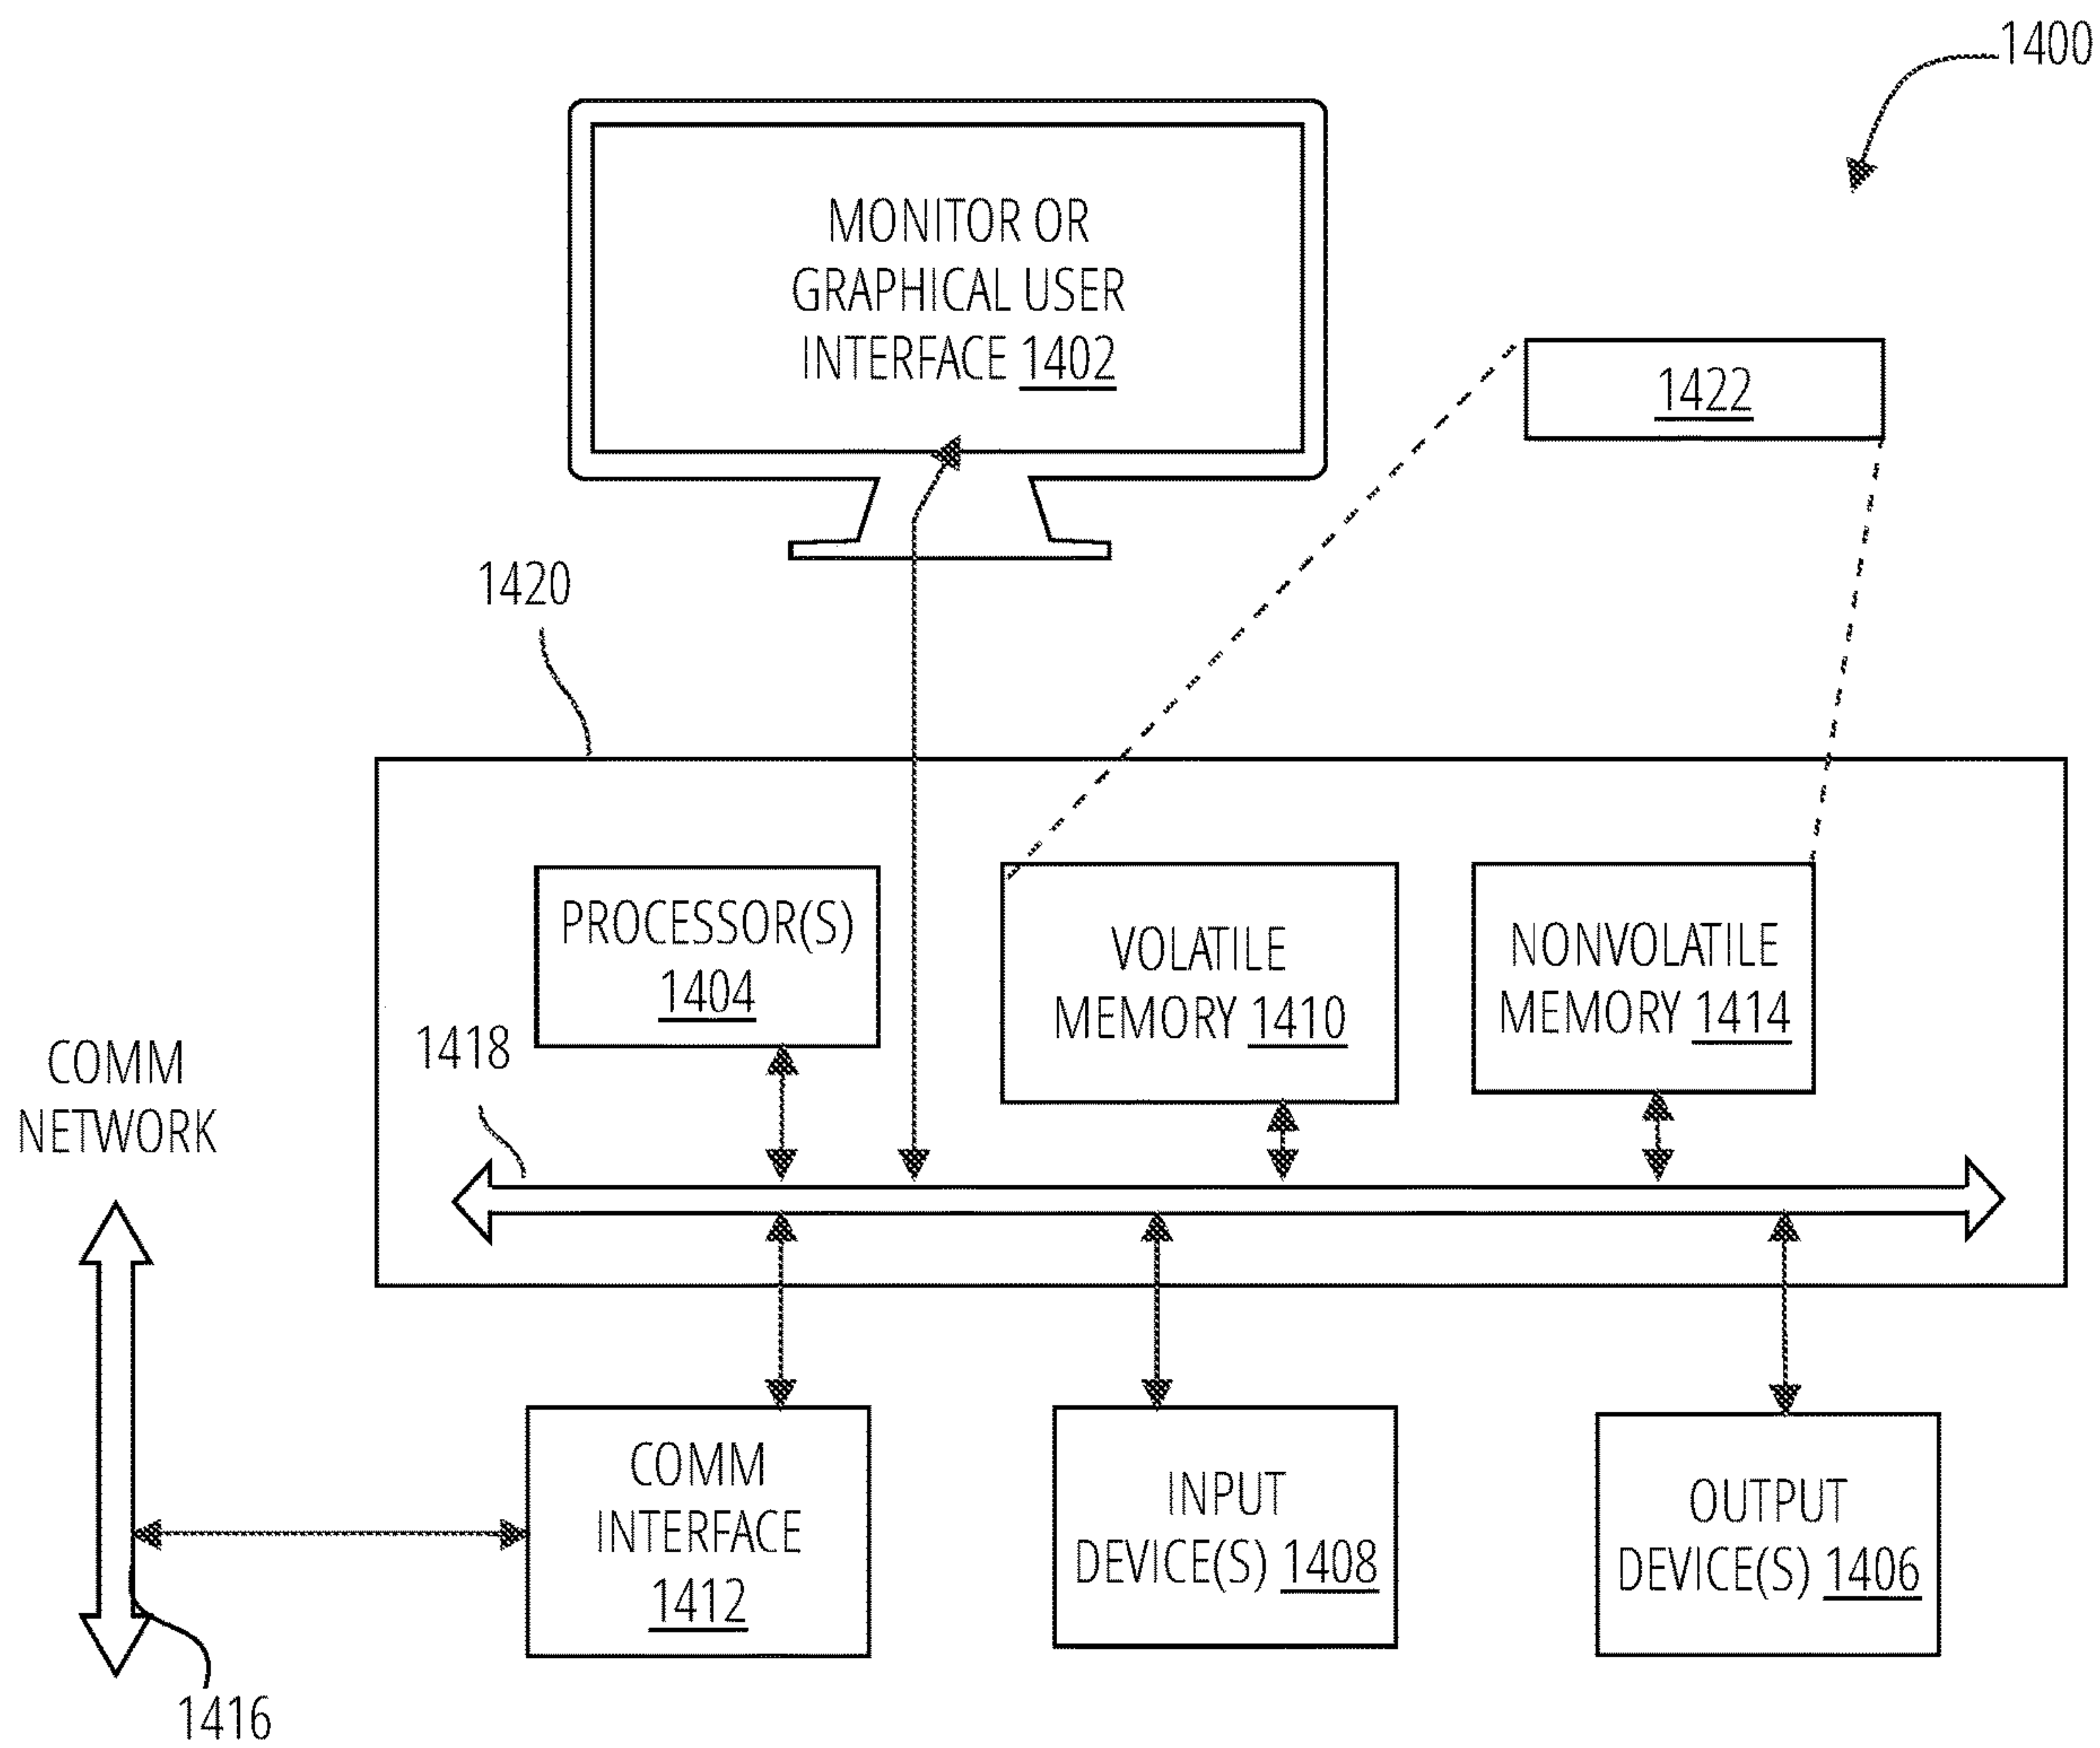 1400
MONITOR OR
GRAPHICAL USER
INTERFACE 1402
1422
1420
PROCESSOR(S)
1404
VOLATILE
MEMORY 1410
NONVOLATILE
MEMORY 1414
1418
COMM
NETWORK
COMM
INTERFACE
1412
INPUT
DEVICE(S) 1408
OUTPUT
DEVICE(S) 1406
1416